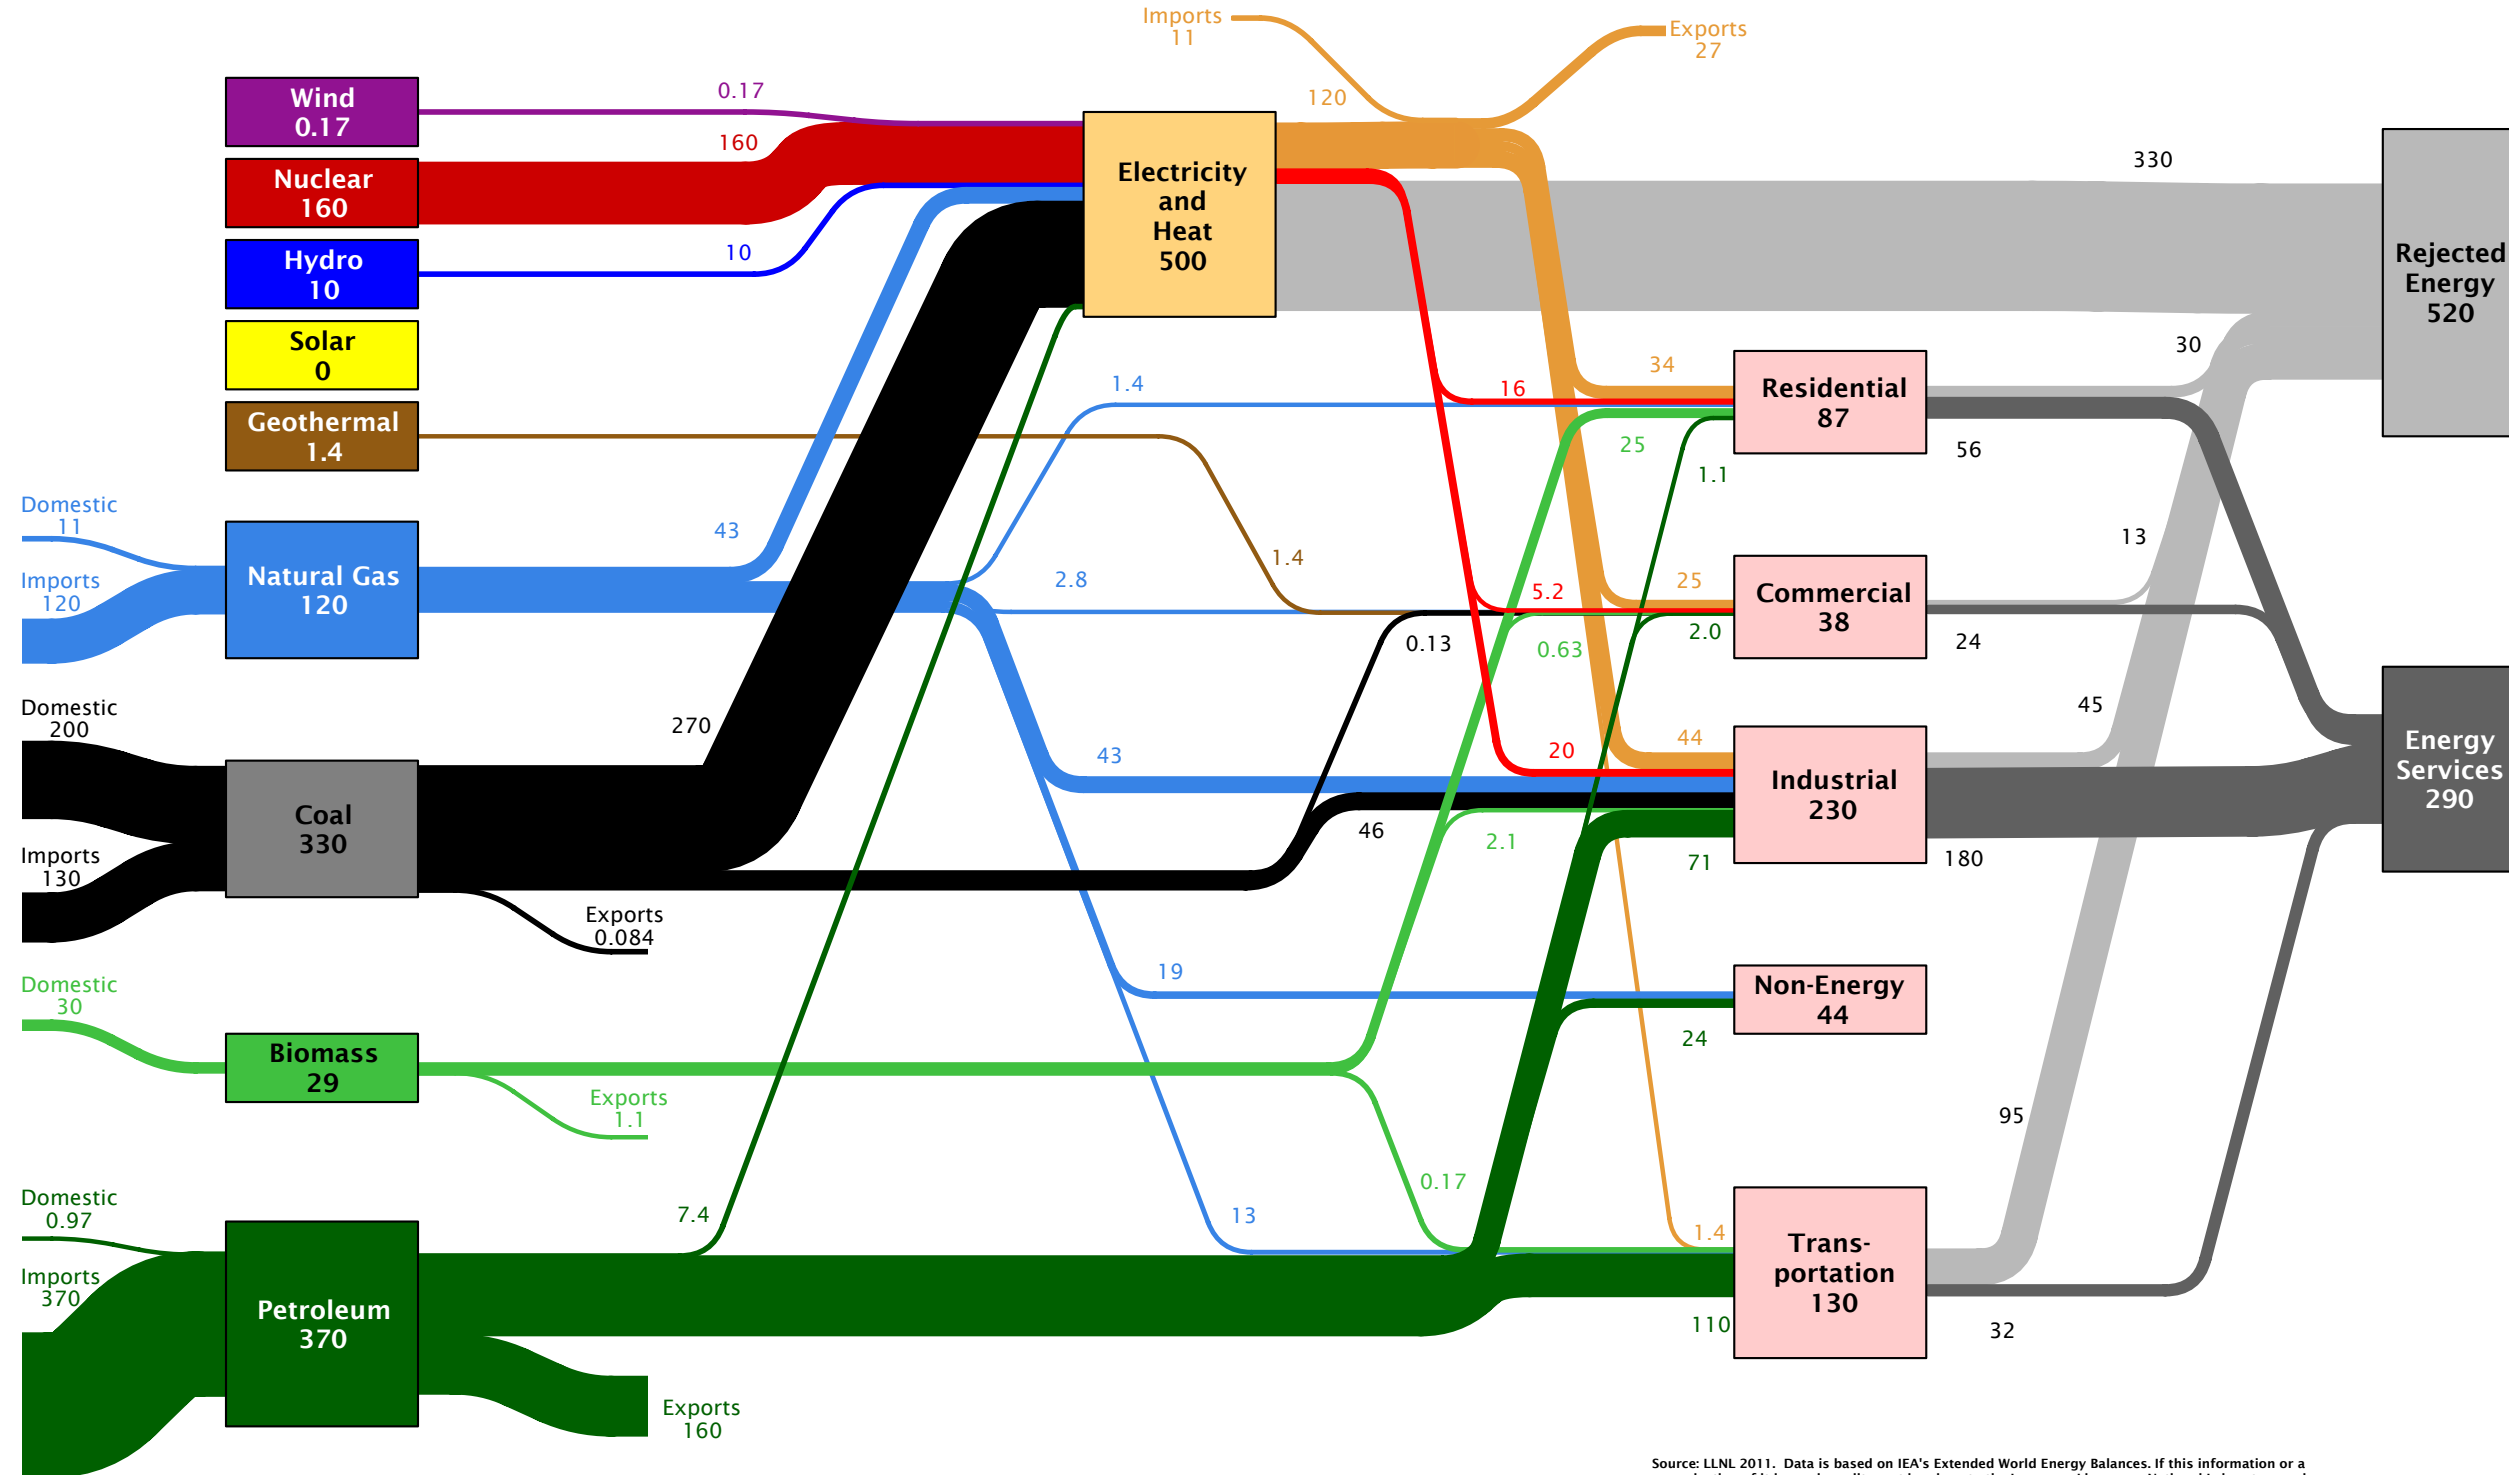 Imports
11
Exports
27
Wind
0.17
0.17
120
Nuclear
160
160
Electricity
and
Heat
500
330
Hydro
10
10
Rejected
Energy
520
Solar
0
30
Geothermal
1.4
1.4
16
34
Residential
87
25
1.1
56
Domestic
11
43
Natural Gas
120
Imports
120
2.8
1.4
13
5.2
25
Commercial
38
0.13
0.63
2.0
24
Domestic
200
270
45
43
20
44
Industrial
230
Energy
Services
290
Coal
330
46
2.1
71
180
Imports
130
Exports
0.084
19
Non-Energy
44
24
Domestic
30
Biomass
29
Exports
1.1
95
0.17
Domestic
0.97
7.4
13
1.4
Trans-
portation
130
Imports
370
Petroleum
370
110
32
Exports
160
Source: LLNL 2011. Data is based on IEA's Extended World Energy Balances. If this information or a